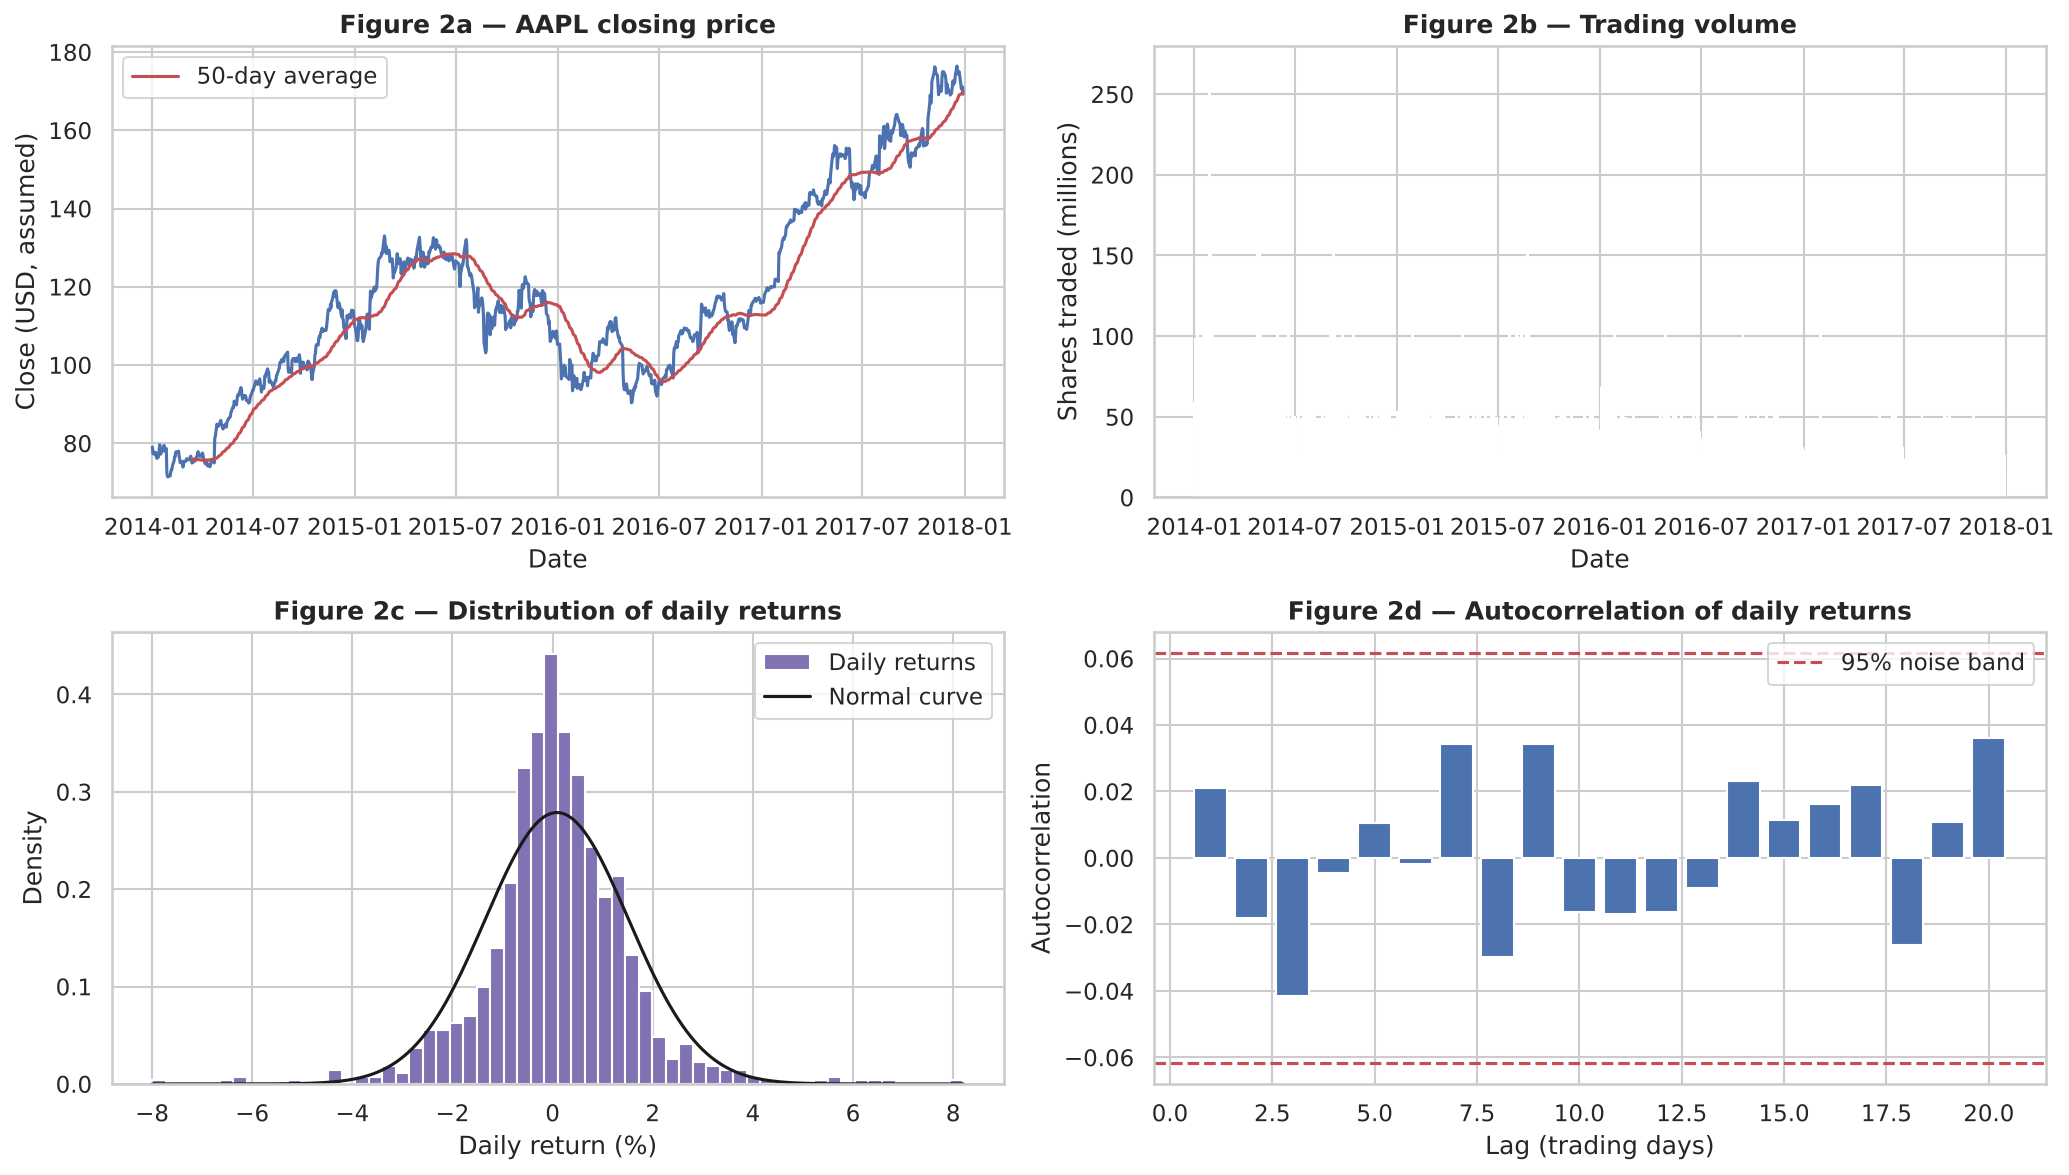 Figure 2a — AAPL closing price
50-day average
Close (USD, assumed)
180
160
140
120
100
80
2014-01 2014-07 2015-01 2015-07 2016-01 2016-07 2017-01 2017-07 2018-01
Date
Figure 2b — Trading volume
Shares traded (millions)
250
200
150
100
50
0
2014-01 2014-07 2015-01 2015-07 2016-01 2016-07 2017-01 2017-07 2018-01
Date
Figure 2c — Distribution of daily returns
Daily returns
Normal curve
Density
0.4
0.3
0.2
0.1
0.0
−8 −6 −4 −2 0 2 4 6 8
Daily return (%)
Figure 2d — Autocorrelation of daily returns
95% noise band
Autocorrelation
0.06
0.04
0.02
0.00
−0.02
−0.04
−0.06
0.0 2.5 5.0 7.5 10.0 12.5 15.0 17.5 20.0
Lag (trading days)